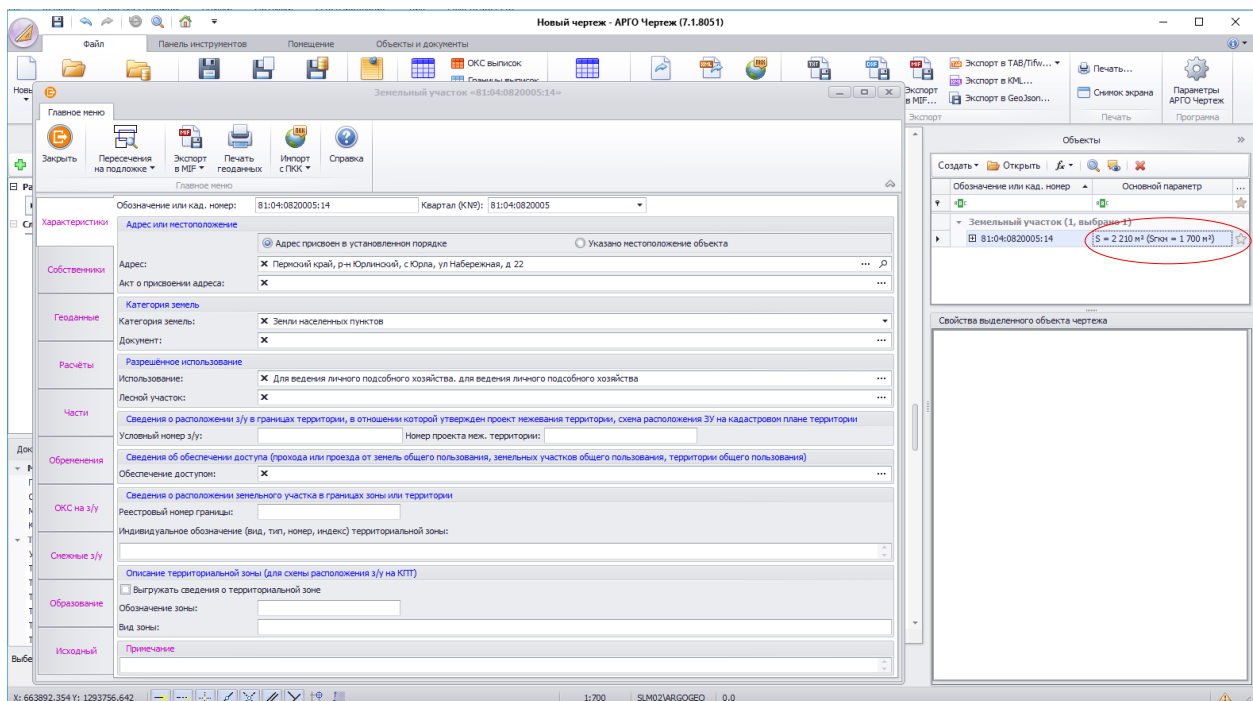 Новый чертеж - АРГО Чертеж (7.1.8051)
Файл Панель инструментов Помещение Объекты и документы
ОКС выписок
Экспорт в TAB/Tifw...
Экспорт в KML...
Экспорт в GeoJson...
Печать...
Снимок экрана
Параметры
АРГО Чертеж
Экспорт
в MIF...
Экспорт Печать Программа
Земельный участок «81:04:0820005:14»
Главное меню
Закрыть
Пересечения
на подложке
Экспорт
в MIF
Печать
геоданных
Импорт
с ПКК
Справка
Главное меню
Характеристики
Собственники
Геоданные
Расчёты
Части
Обременения
ОКС на з/у
Смежные з/у
Образование
Исходный
Обозначение или кад. номер: 81:04:0820005:14 Квартал (К№): 81:04:0820005
Адрес или местоположение
Адрес присвоен в установленном порядке Указано местоположение объекта
Адрес: Пермский край, р-н Юрлинский, с Юрла, ул Набережная, д 22
Акт о присвоении адреса:
Категория земель
Категория земель: Земли населенных пунктов
Документ:
Разрешённое использование
Использование: Для ведения личного подсобного хозяйства. для ведения личного подсобного хозяйства
Лесной участок:
Сведения о расположении з/у в границах территории, в отношении которой утвержден проект межевания территории, схема расположения ЗУ на кадастровом плане территории
Условный номер з/у: Номер проекта меж. территории:
Сведения об обеспечении доступа (прохода или проезда от земель общего пользования, земельных участков общего пользования, территории общего пользования)
Обеспечение доступом:
Сведения о расположении земельного участка в границах зоны или территории
Реестровый номер границы:
Индивидуальное обозначение (вид, тип, номер, индекс) территориальной зоны:
Описание территориальной зоны (для схемы расположения з/у на КПТ)
Выгружать сведения о территориальной зоне
Обозначение зоны:
Вид зоны:
Примечание
Объекты
Создать Открыть fx
Обозначение или кад. номер Основной параметр ...
Земельный участок (1, выбрано 1)
81:04:0820005:14 S = 2 210 м² (Sгкн = 1 700 м²)
Свойства выделенного объекта чертежа
X: 663892.354 Y: 1293756.642 1:700 SLM02\ARGOGEO 0.0